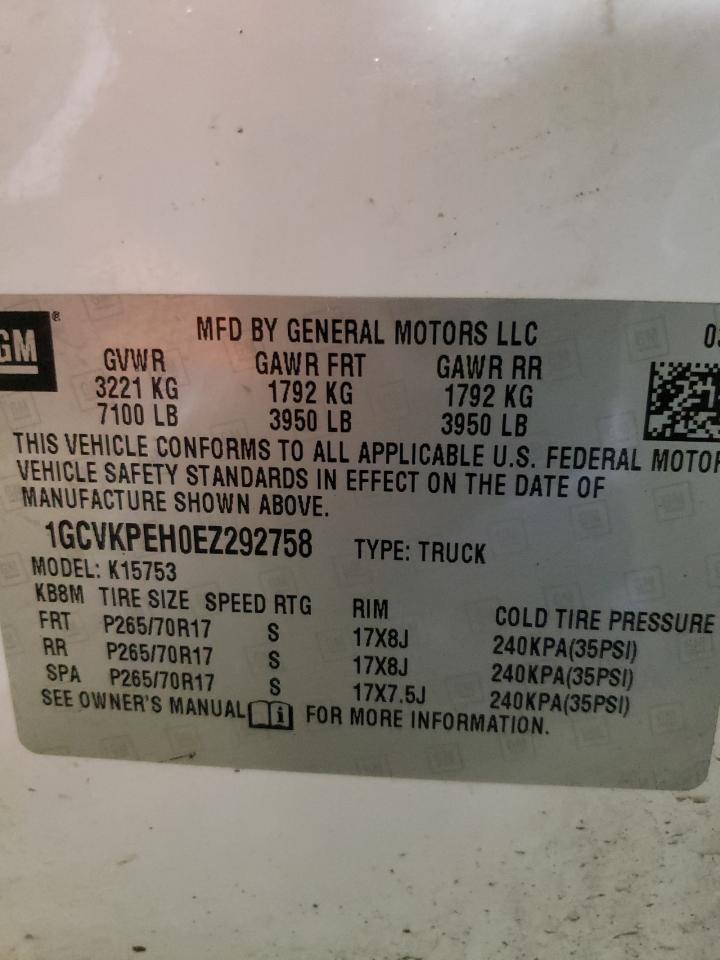 GM®
MFD BY GENERAL MOTORS LLC
GVWR GAWR FRT GAWR RR
3221 KG 1792 KG 1792 KG
7100 LB 3950 LB 3950 LB
THIS VEHICLE CONFORMS TO ALL APPLICABLE U.S. FEDERAL MOTOR
VEHICLE SAFETY STANDARDS IN EFFECT ON THE DATE OF
MANUFACTURE SHOWN ABOVE.
1GCVKPEH0EZ292758 TYPE: TRUCK
MODEL: K15753
KB8M TIRE SIZE SPEED RTG RIM COLD TIRE PRESSURE
FRT P265/70R17 S 17X8J 240KPA(35PSI)
RR P265/70R17 S 17X8J 240KPA(35PSI)
SPA P265/70R17 S 17X7.5J 240KPA(35PSI)
SEE OWNER'S MANUAL FOR MORE INFORMATION.